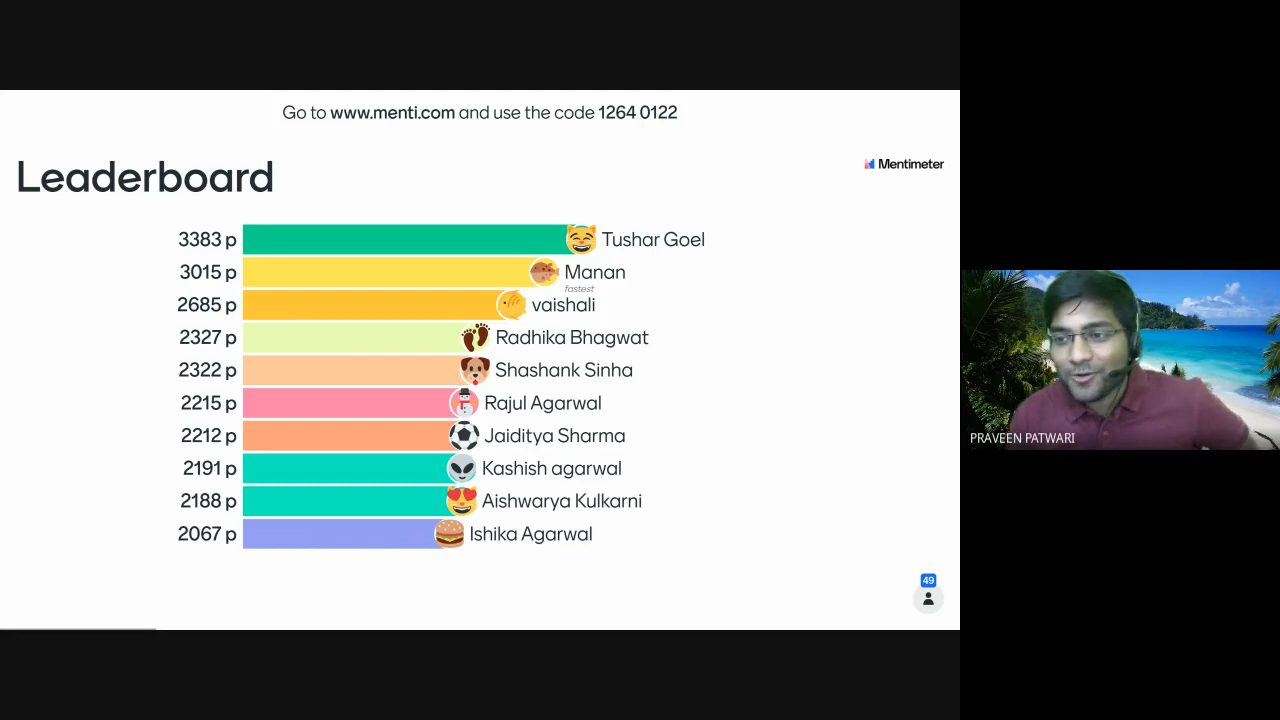 Go to www.menti.com and use the code 1264 0122
Leaderboard
Mentimeter
3383 p Tushar Goel
3015 p Manan
fastest
2685 p vaishali
2327 p Radhika Bhagwat
2322 p Shashank Sinha
2215 p Rajul Agarwal
2212 p Jaiditya Sharma
2191 p Kashish agarwal
2188 p Aishwarya Kulkarni
2067 p Ishika Agarwal
49
PRAVEEN PATWARI